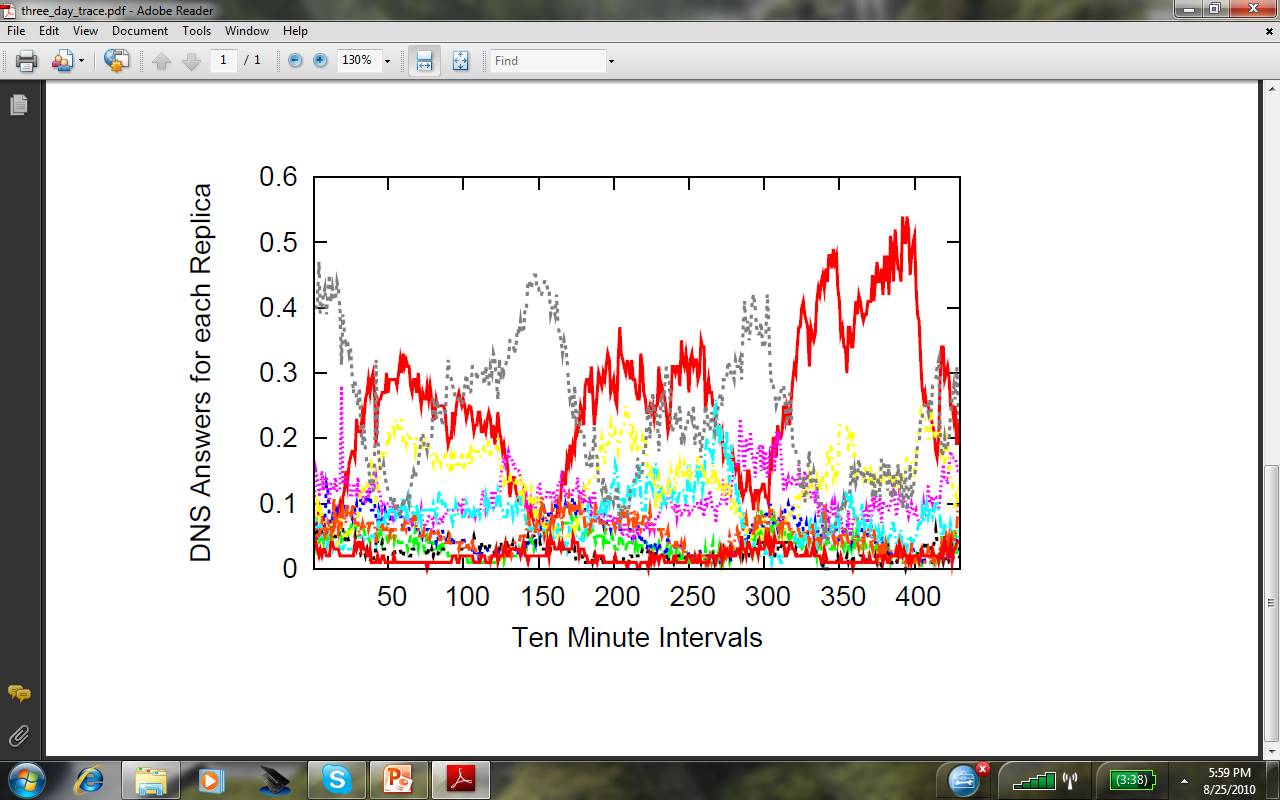 three_day_trace.pdf - Adobe Reader
File Edit View Document Tools Window Help
1 / 1 130% Find
0.6
0.5
0.4
0.3
0.2
0.1
0
DNS Answers for each Replica
50 100 150 200 250 300 350 400
Ten Minute Intervals
(3:38)
5:59 PM
8/25/2010